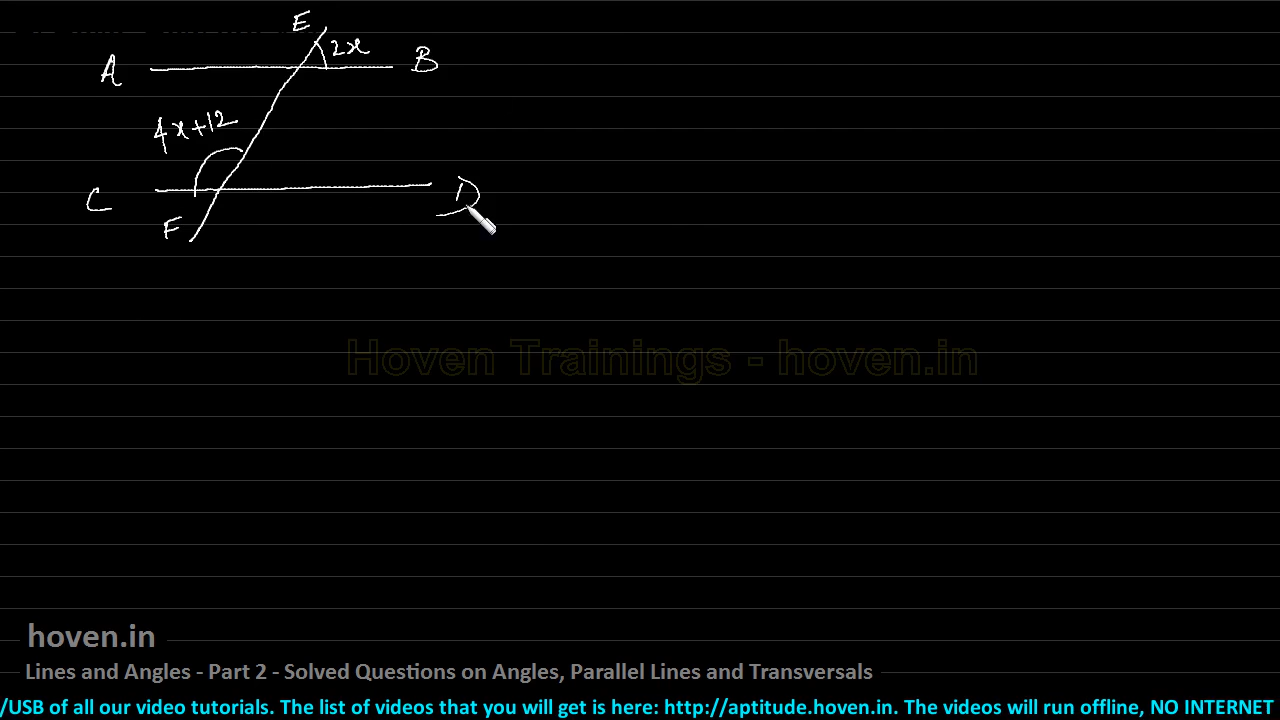 E
2x
A
B
4x+12
C
D
F
Hoven Trainings - hoven.in
hoven.in
Lines and Angles - Part 2 - Solved Questions on Angles, Parallel Lines and Transversals
/USB of all our video tutorials. The list of videos that you will get is here: http://aptitude.hoven.in. The videos will run offline, NO INTERNET